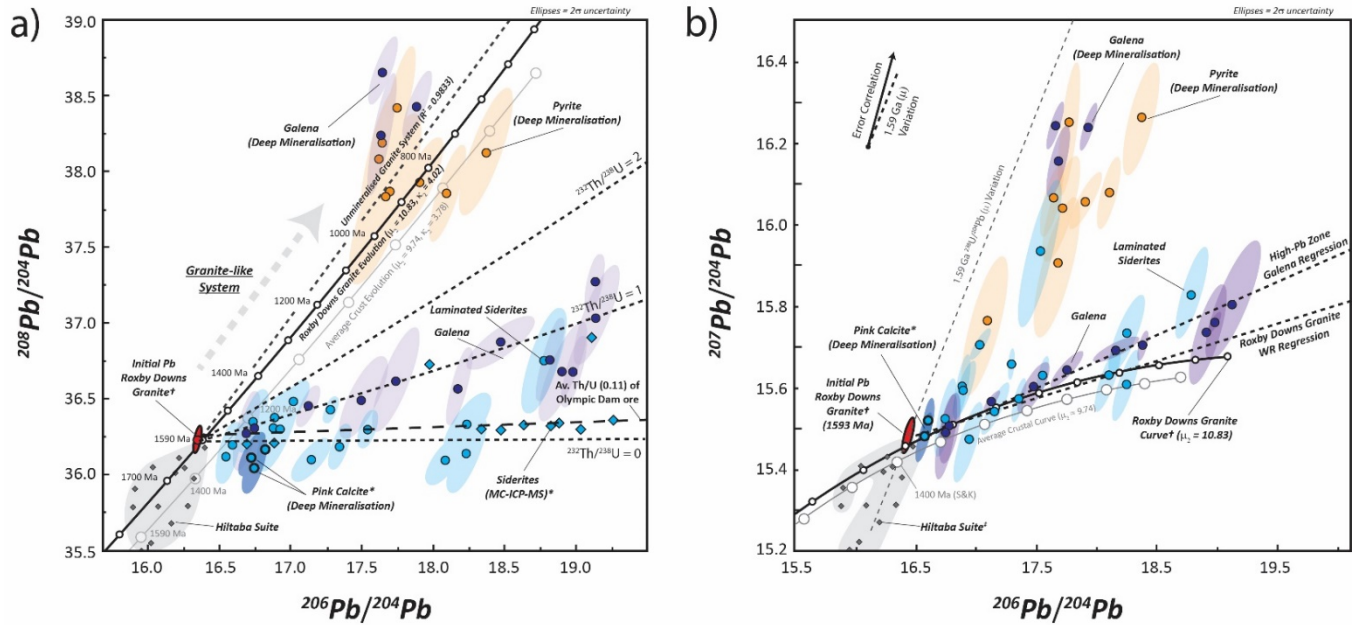 a)
Ellipses = 2σ uncertainty
39.0
38.5
38.0
37.5
37.0
36.5
36.0
35.5
208Pb/204Pb
16.0
16.5
17.0
17.5
18.0
18.5
19.0
206Pb/204Pb
Galena
(Deep Mineralisation)
Pyrite
(Deep Mineralisation)
Unmineralised Granite System (R² = 0.9833)
Roxby Downs Granite Evolution (μ₂ = 10.83, κ₂ = 4.02)
Average Crust Evolution (μ₂ = 9.74, κ₂ = 3.78)
800 Ma
1000 Ma
1200 Ma
1400 Ma
1590 Ma
1700 Ma
1200 Ma
1400 Ma
1590 Ma
Granite-like
System
232Th/238U = 2
232Th/238U = 1
Laminated Siderites
Galena
Initial Pb
Roxby Downs
Granite†
Av. Th/U (0.11) of
Olympic Dam ore
232Th/238U = 0
Siderites
(MC-ICP-MS)*
Pink Calcite*
(Deep Mineralisation)
Hiltaba Suite
b)
Ellipses = 2σ uncertainty
16.4
16.2
16.0
15.8
15.6
15.4
15.2
207Pb/204Pb
15.5
16.5
17.5
18.5
19.5
206Pb/204Pb
Error Correlation
1.59 Ga (μ)
Variation
1.59 Ga 238U/204Pb (μ) Variation
Galena
(Deep Mineralisation)
Pyrite
(Deep Mineralisation)
Laminated
Siderites
High-Pb Zone
Galena Regression
Pink Calcite*
(Deep Mineralisation)
Galena
Roxby Downs Granite
WR Regression
Initial Pb
Roxby Downs
Granite†
(1593 Ma)
Average Crustal Curve (μ₂ = 9.74)
Roxby Downs Granite
Curve† (μ₂ = 10.83)
1400 Ma (S&K)
Hiltaba Suite